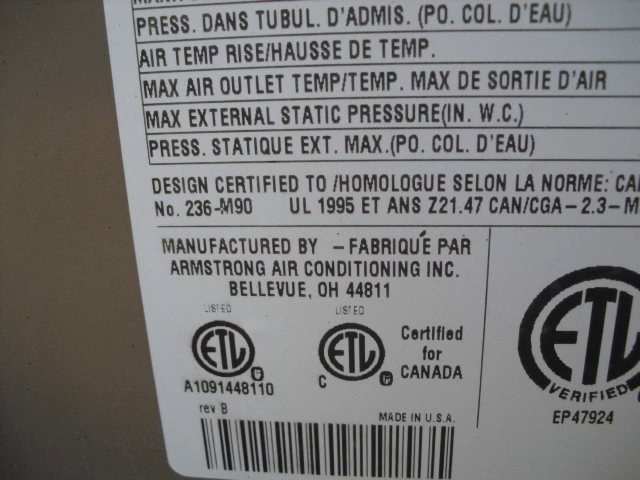 PRESS. DANS TUBUL. D'ADMIS. (PO. COL. D'EAU)
AIR TEMP RISE/HAUSSE DE TEMP.
MAX AIR OUTLET TEMP/TEMP. MAX DE SORTIE D'AIR
MAX EXTERNAL STATIC PRESSURE(IN. W.C.)
PRESS. STATIQUE EXT. MAX.(PO. COL. D'EAU)
DESIGN CERTIFIED TO /HOMOLOGUE SELON LA NORME: CA
No. 236-M90 UL 1995 ET ANS Z21.47 CAN/CGA-2.3-M
MANUFACTURED BY -FABRIQUÉ PAR
ARMSTRONG AIR CONDITIONING INC.
BELLEVUE, OH 44811
LISTED LISTED
ETL ETL Certified
for
C CANADA
ETL
VERIFIED
A1091448110
EP47924
rev B MADE IN U.S.A.